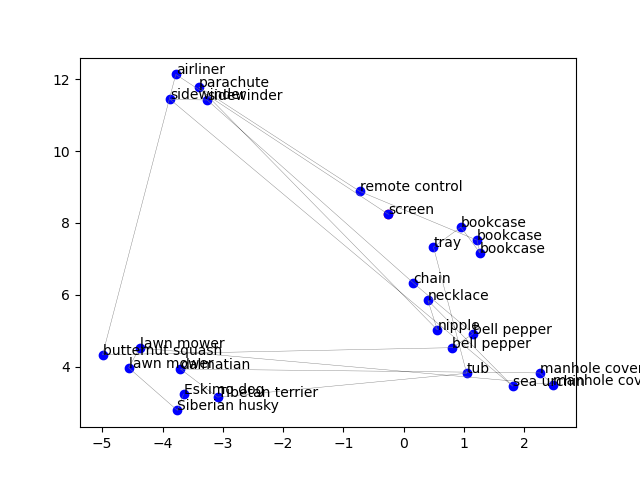 airliner
parachute
sidewinder
sidewinder
remote control
screen
bookcase
bookcase
tray
bookcase
chain
necklace
nipple
bell pepper
lawn mower
bell pepper
butternut squash
lawn mower
dalmatian
tub
manhole cover
sea urchin
manhole cov
Eskimo dog
Tibetan terrier
Siberian husky
12
10
8
6
4
−5
−4
−3
−2
−1
0
1
2